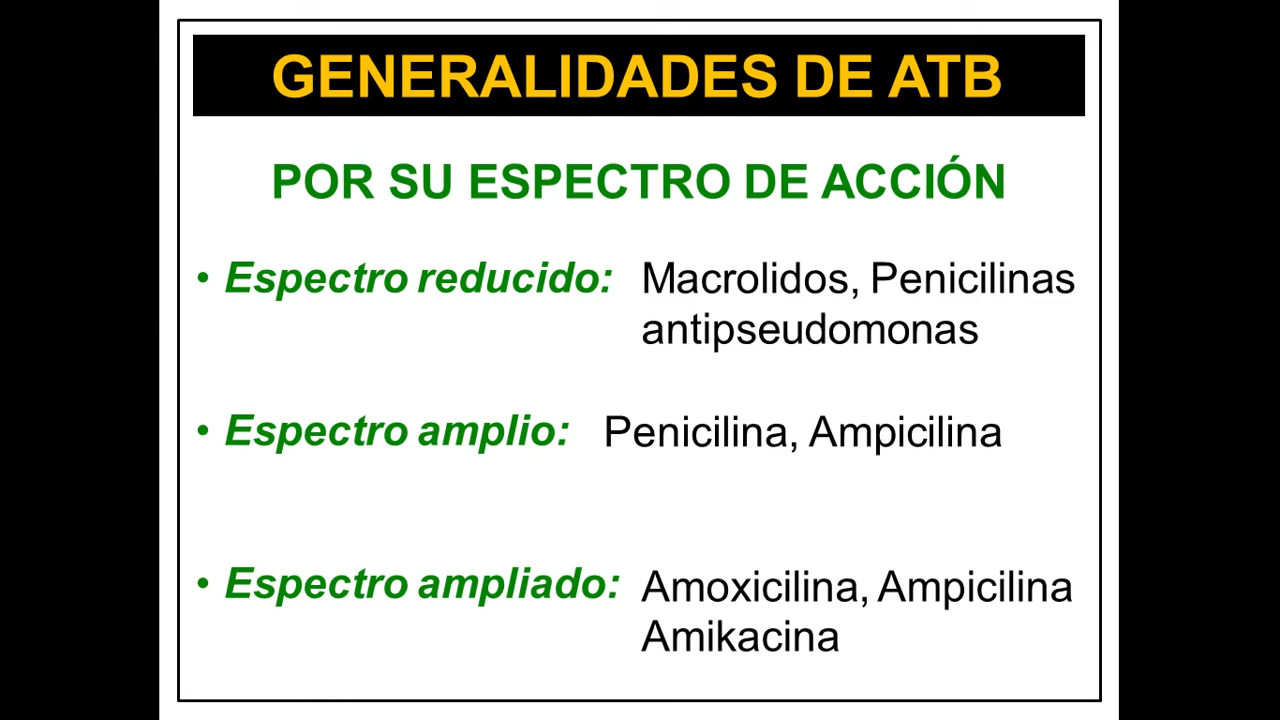 GENERALIDADES DE ATB
POR SU ESPECTRO DE ACCIÓN
• Espectro reducido: Macrolidos, Penicilinas
antipseudomonas
• Espectro amplio: Penicilina, Ampicilina
• Espectro ampliado: Amoxicilina, Ampicilina
Amikacina